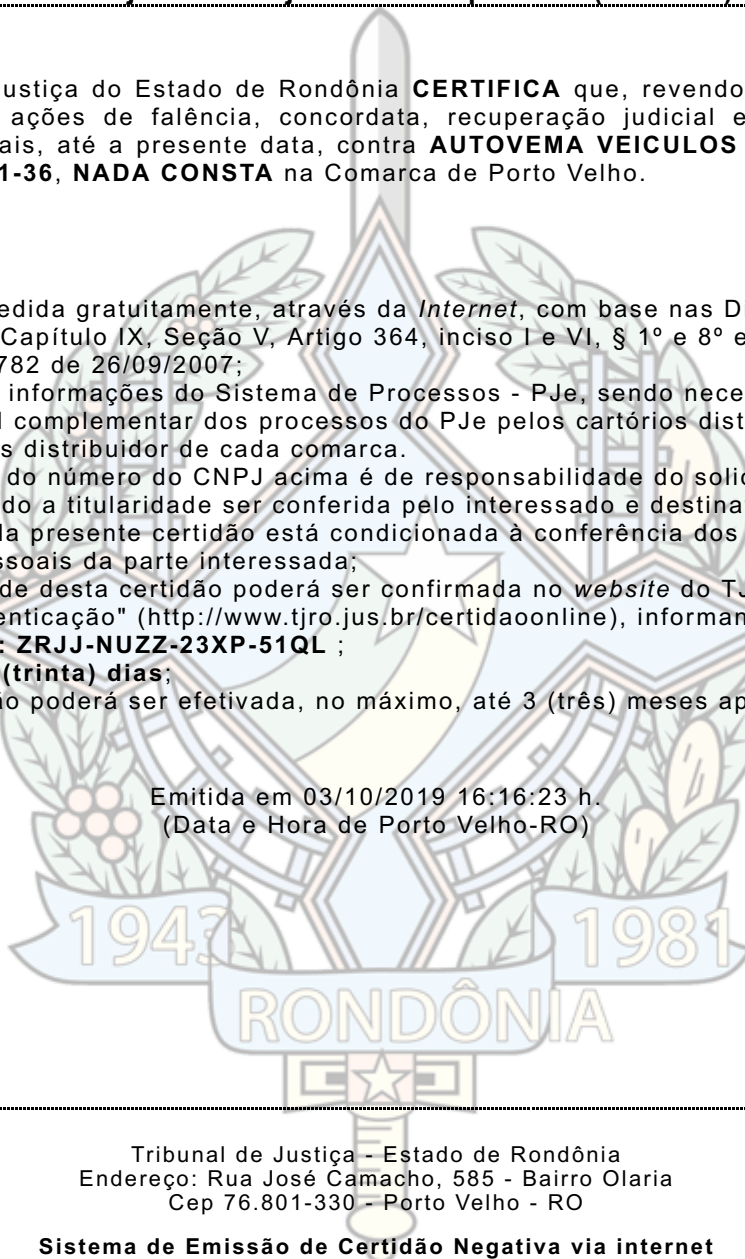 ustiça do Estado de Rondônia CERTIFICA que, revendo
ações de falência, concordata, recuperação judicial e
ais, até a presente data, contra AUTOVEMA VEICULOS
1-36, NADA CONSTA na Comarca de Porto Velho.
edida gratuitamente, através da Internet, com base nas D
Capítulo IX, Seção V, Artigo 364, inciso I e VI, § 1º e 8º e
782 de 26/09/2007;
informações do Sistema de Processos - PJe, sendo nece
l complementar dos processos do PJe pelos cartórios dist
s distribuidor de cada comarca.
do número do CNPJ acima é de responsabilidade do solic
do a titularidade ser conferida pelo interessado e destina
la presente certidão está condicionada à conferência dos
ssoais da parte interessada;
de desta certidão poderá ser confirmada no website do TJ
enticação" (http://www.tjro.jus.br/certidaoonline), informan
: ZRJJ-NUZZ-23XP-51QL ;
(trinta) dias;
ão poderá ser efetivada, no máximo, até 3 (três) meses ap
Emitida em 03/10/2019 16:16:23 h.
(Data e Hora de Porto Velho-RO)
1943
1981
RONDÔNIA
Tribunal de Justiça - Estado de Rondônia
Endereço: Rua José Camacho, 585 - Bairro Olaria
Cep 76.801-330 - Porto Velho - RO
Sistema de Emissão de Certidão Negativa via internet